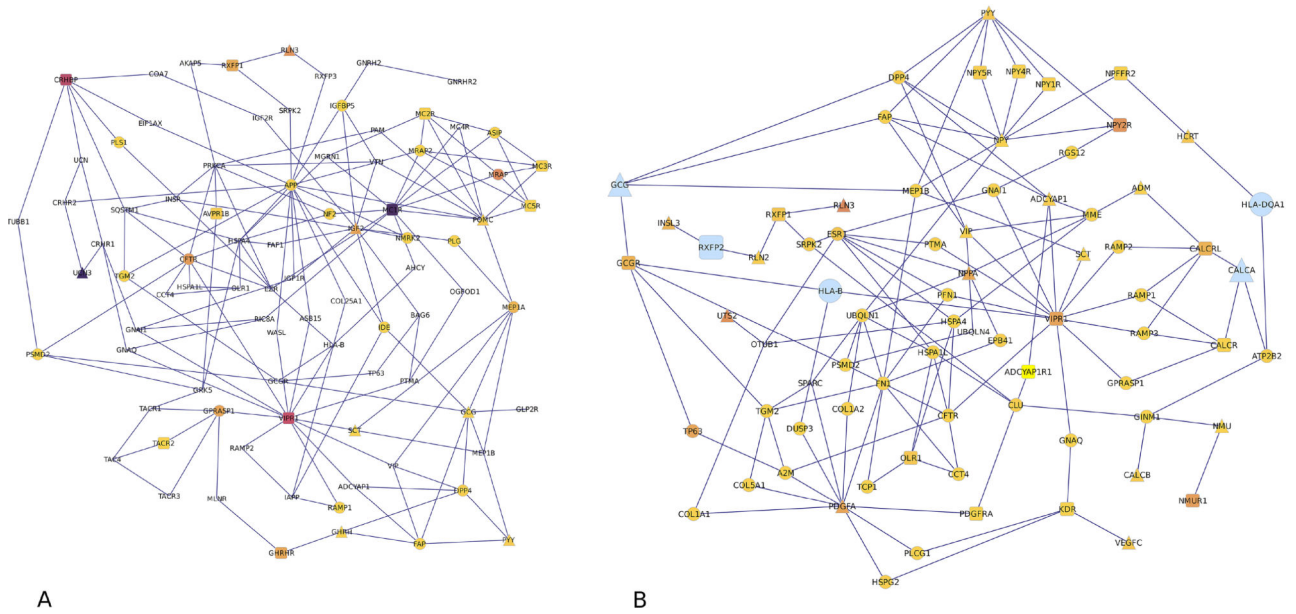 RLN3
AKAP5
RXFP1
GNRH2
CRHBP
COA7
RXFP3
GNRHR2
IGFBP5
SRPK2
IGF2R
MC2R
EIF1AX
PAM
MC4R
ASIP
PLS1
MGRN1
MRAP2
UCN
PRKCA
VTN
MC3R
MRAP
APP
CRHR2
INSR
MC5R
SQSTM1
AVPR1B
NF2
MC1R
TUBB1
POMC
IGF2
NMRK2
PLG
CRHR1
FAP1
HSPA4
CFTR
UCN3
TGM2
AHCY
IGF1R
HSPA1L
OLR1
CCT4
OGFOD1
COL25A1
MEP1A
RIC8A
ASB15
BAG6
GNAI1
WASL
IDE
HLA-B
GNAQ
PSMD2
TP63
GCGR
PTMA
GRK5
TACR1
GPRASP1
GCG
GLP2R
VIPR1
SCT
TACR2
RAMP2
MEP1B
TAC4
VIP
TACR3
ADCYAP1
DPP4
MLNR
IAPP
RAMP1
GHRH
PYY
FAP
GHRHR
A
PYY
DPP4
NPY5R
NPY4R
NPY1R
NPFFR2
FAP
NPY2R
HCRT
NPY
RGS12
GCG
MEP1B
GNAI1
ADCYAP1
ADM
HLA-DQA1
RLN3
INSL3
RXFP1
MME
ESR1
VIP
PTMA
RAMP2
CALCRL
RXFP2
SRPK2
SCT
RLN2
GCGR
NPPA
CALCA
HLA-B
PFN1
RAMP1
UTS2
UBQLN1
HSPA4
VIPR1
UBQLN4
RAMP3
OTUB1
EPB41
CALCR
HSPA1L
ATP2B2
PSMD2
ADCYAP1R1
SPARC
FN1
GPRASP1
TGM2
COL1A2
CFTR
CLU
GINM1
DUSP3
NMU
TP63
GNAQ
OLR1
A2M
CCT4
CALCB
COL5A1
TCP1
NMUR1
PDGFA
COL1A1
PDGFRA
KDR
VEGFC
PLCG1
HSPG2
B